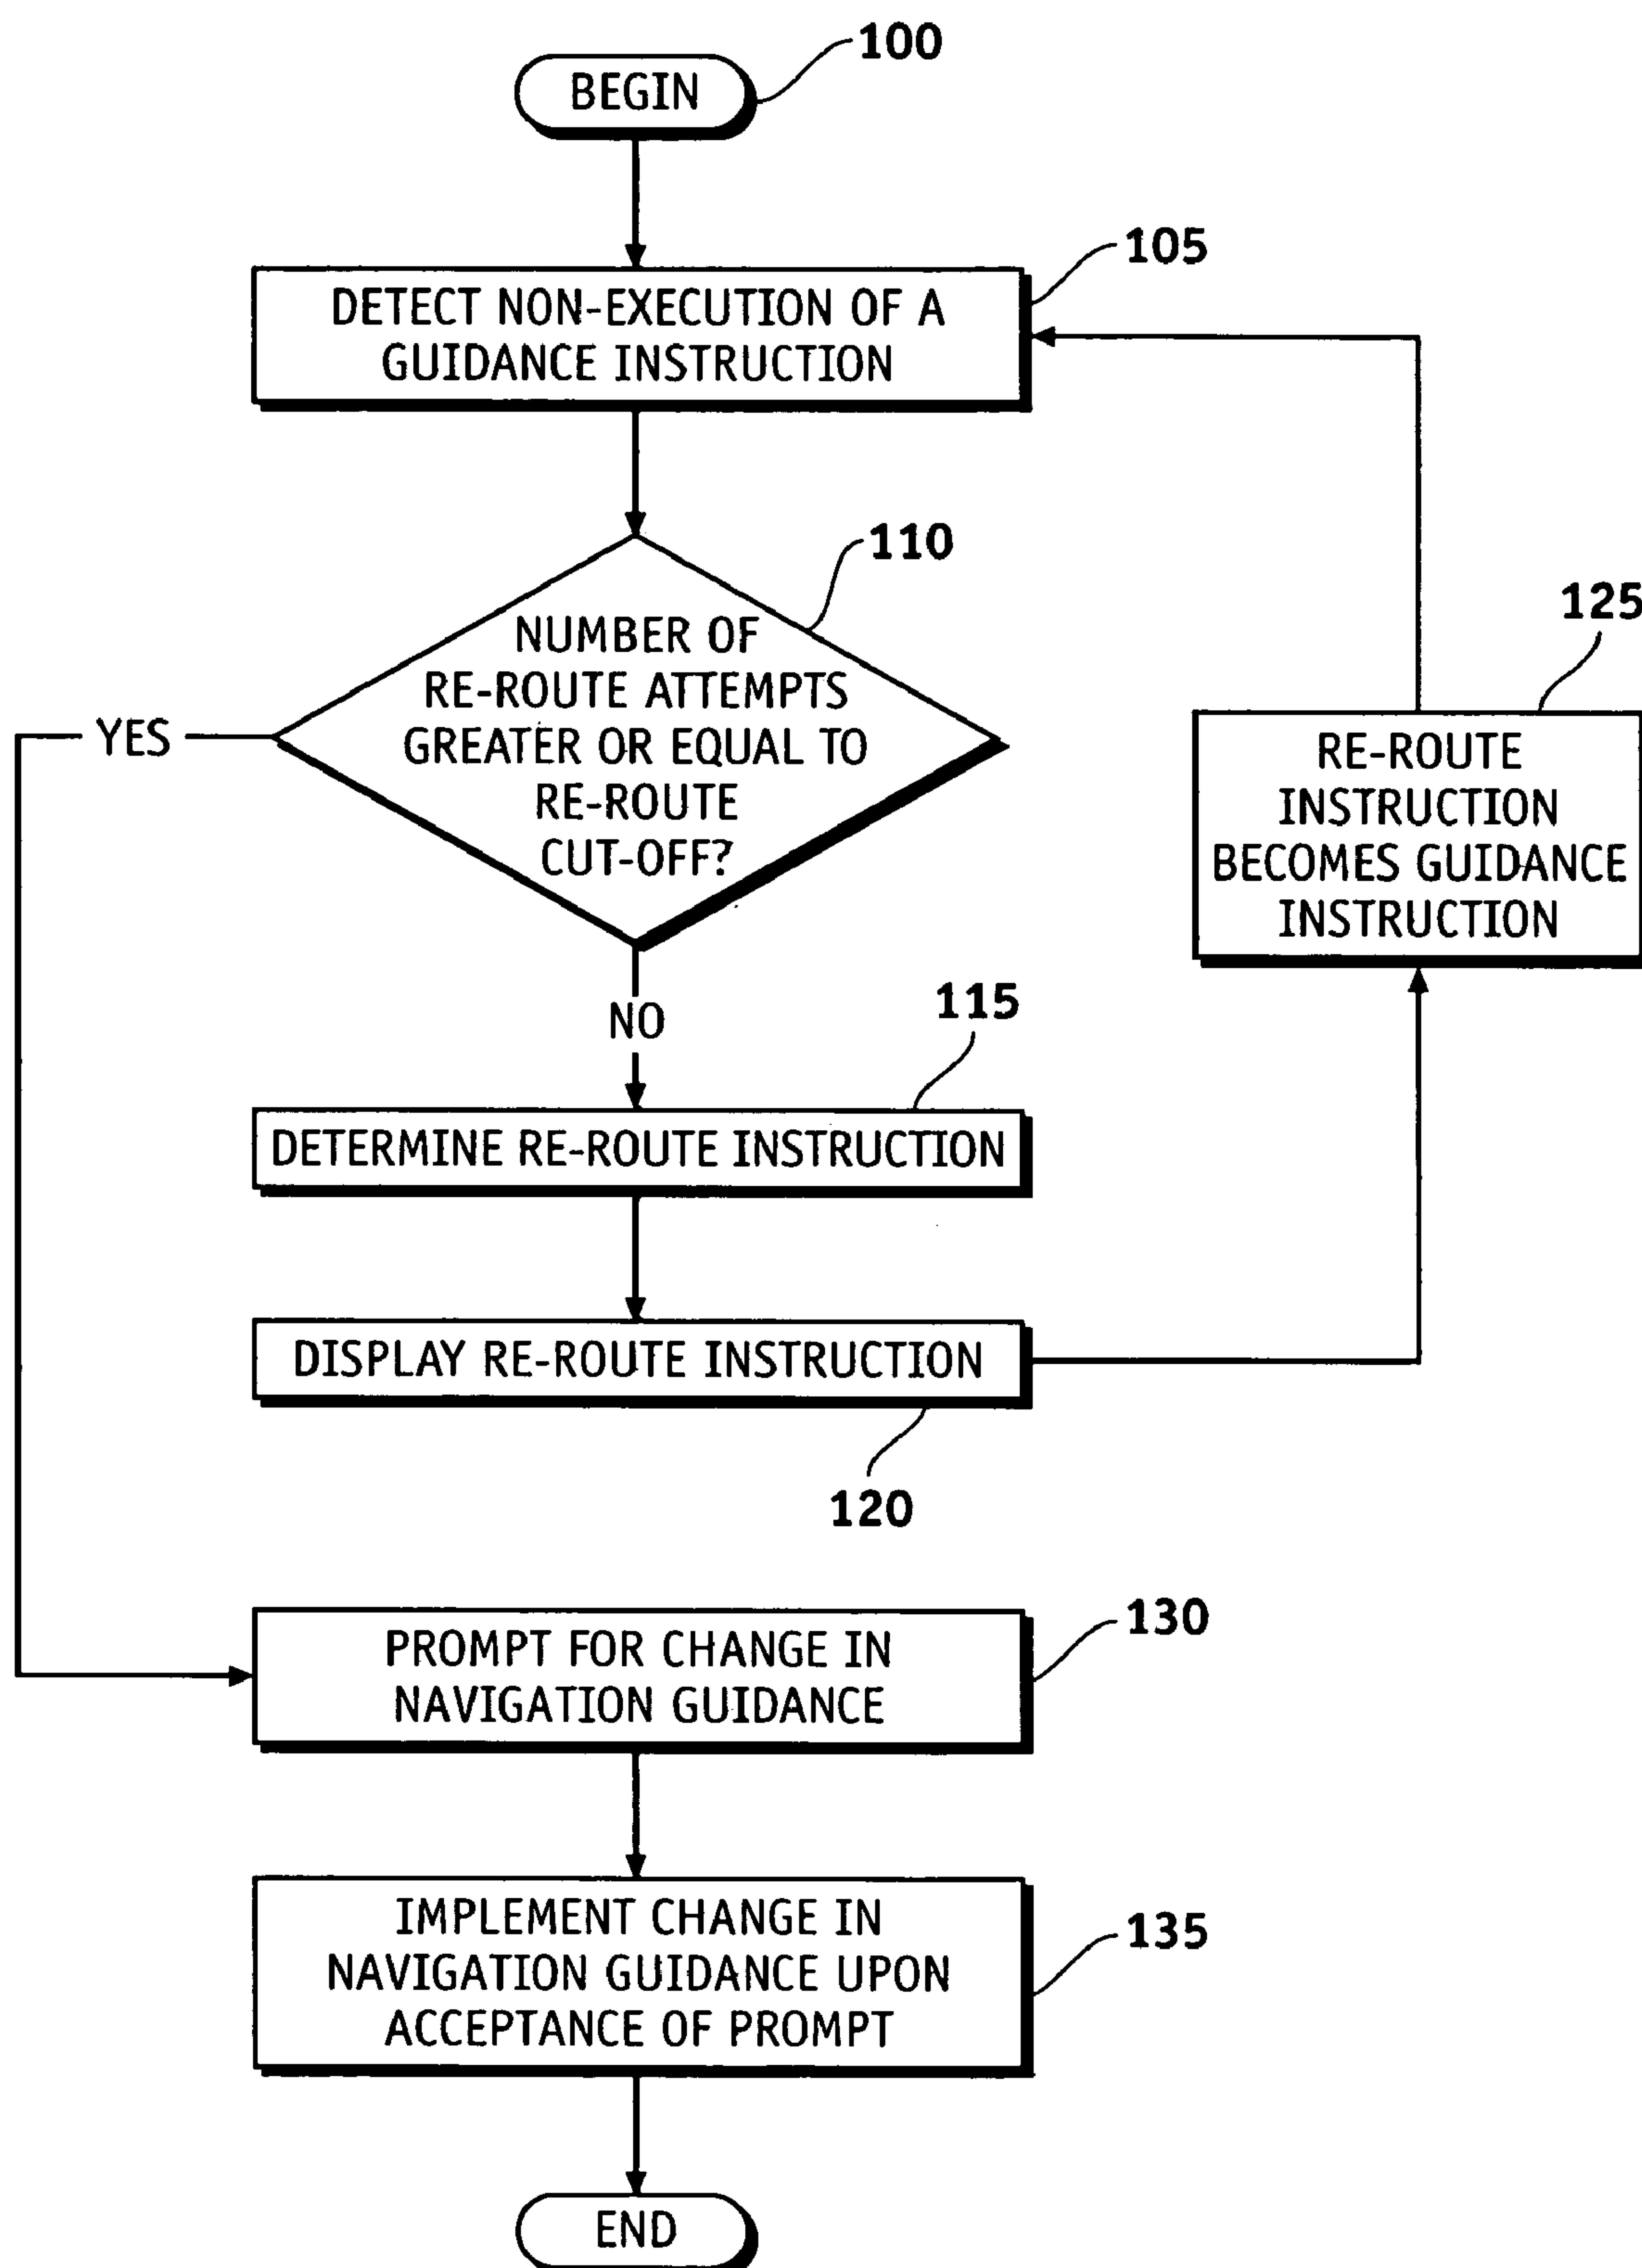 100
BEGIN
105
DETECT NON-EXECUTION OF A
GUIDANCE INSTRUCTION
110
NUMBER OF
RE-ROUTE ATTEMPTS
GREATER OR EQUAL TO
RE-ROUTE
CUT-OFF?
YES
NO
125
RE-ROUTE
INSTRUCTION
BECOMES GUIDANCE
INSTRUCTION
115
DETERMINE RE-ROUTE INSTRUCTION
DISPLAY RE-ROUTE INSTRUCTION
120
130
PROMPT FOR CHANGE IN
NAVIGATION GUIDANCE
135
IMPLEMENT CHANGE IN
NAVIGATION GUIDANCE UPON
ACCEPTANCE OF PROMPT
END